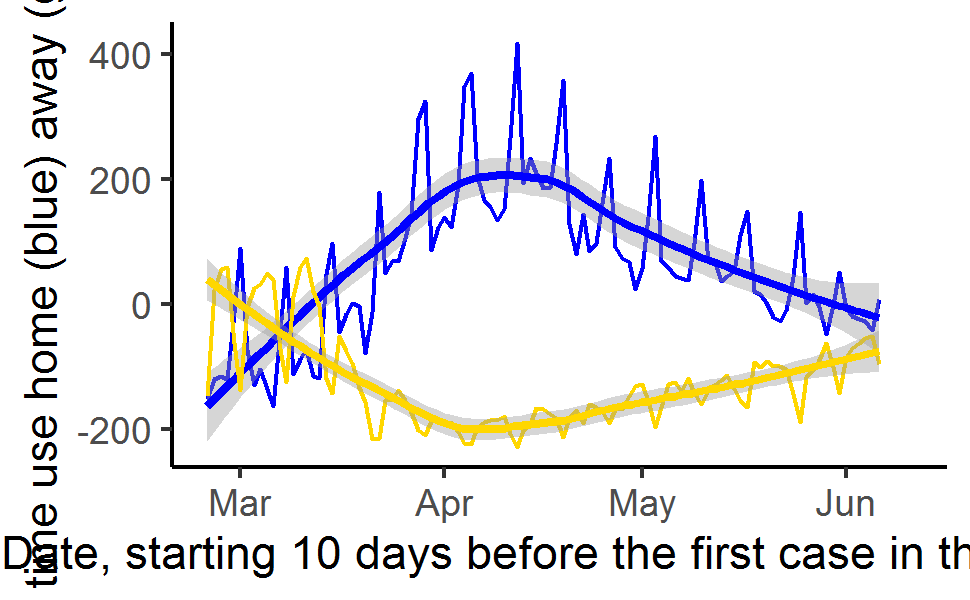 time use home (blue) away (
400
200
0
-200
Mar Apr May Jun
Date, starting 10 days before the first case in th